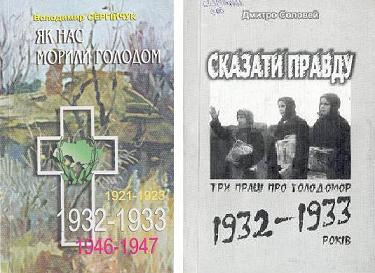 Володимир СЕРГІЙЧУК
ЯК НАС
МОРИЛИ ГОЛОДОМ
1921-1923
1932-1933
1946-1947
Дмитро Соловей
СКАЗАТИ ПРАВДУ
ТРИ ПРАЦІ ПРО ГОЛОДОМОР
1932-1933
РОКІВ